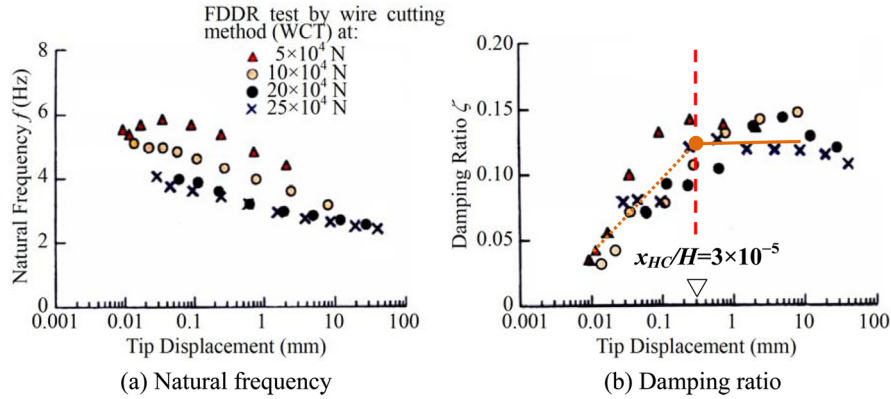 FDDR test by wire cutting
method (WCT) at:
5×10⁴ N
10×10⁴ N
20×10⁴ N
25×10⁴ N
Natural Frequency f (Hz)
8
6
4
2
0
0.001 0.01 0.1 1 10 100
Tip Displacement (mm)
(a) Natural frequency
Damping Ratio ζ
0.20
0.15
0.10
0.05
0
x_HC/H=3×10⁻⁵
0.001 0.01 0.1 1 10 100
Tip Displacement (mm)
(b) Damping ratio